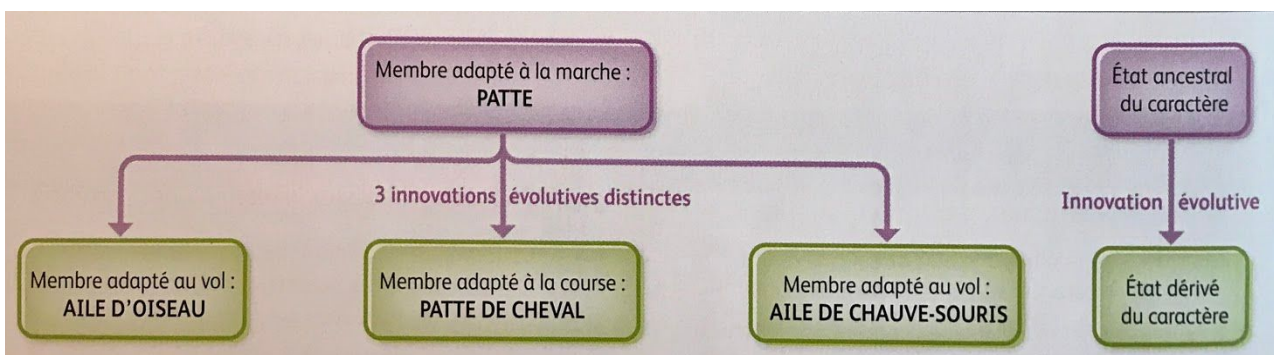 Membre adapté à la marche :
PATTE
État ancestral
du caractère
3 innovations évolutives distinctes
Innovation évolutive
Membre adapté au vol :
AILE D'OISEAU
Membre adapté à la course :
PATTE DE CHEVAL
Membre adapté au vol :
AILE DE CHAUVE-SOURIS
État dérivé
du caractère